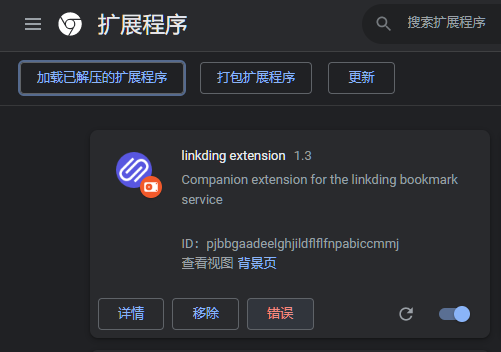 扩展程序
搜索扩展程序
加载已解压的扩展程序 打包扩展程序 更新
linkding extension 1.3
Companion extension for the linkding bookmark
service
ID：pjbbgaadeelghjildflflfnpabiccmmj
查看视图 背景页
详情 移除 错误